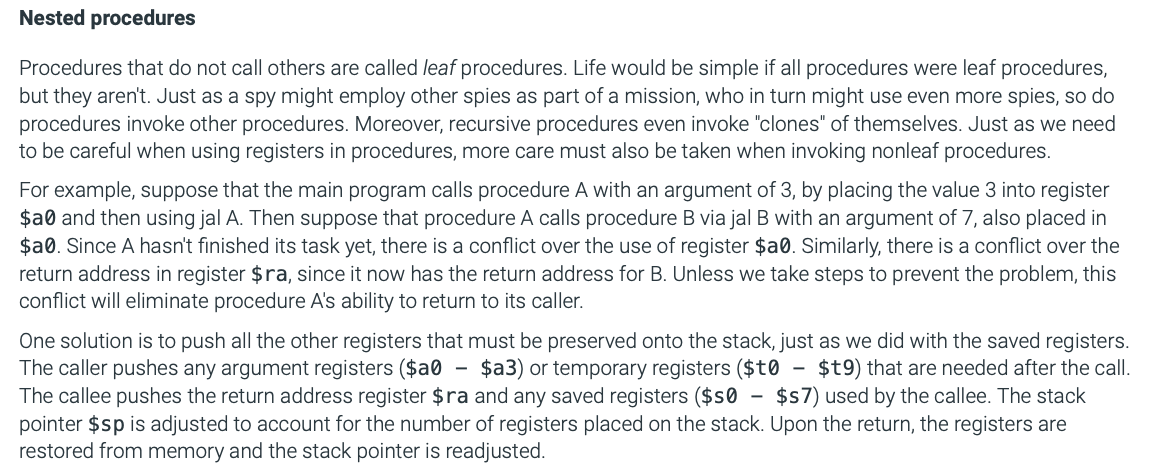 Nested procedures
Procedures that do not call others are called leaf procedures. Life would be simple if all procedures were leaf procedures,
but they aren't. Just as a spy might employ other spies as part of a mission, who in turn might use even more spies, so do
procedures invoke other procedures. Moreover, recursive procedures even invoke "clones" of themselves. Just as we need
to be careful when using registers in procedures, more care must also be taken when invoking nonleaf procedures.
For example, suppose that the main program calls procedure A with an argument of 3, by placing the value 3 into register
$a0 and then using jal A. Then suppose that procedure A calls procedure B via jal B with an argument of 7, also placed in
$a0. Since A hasn't finished its task yet, there is a conflict over the use of register $a0. Similarly, there is a conflict over the
return address in register $ra, since it now has the return address for B. Unless we take steps to prevent the problem, this
conflict will eliminate procedure A's ability to return to its caller.
One solution is to push all the other registers that must be preserved onto the stack, just as we did with the saved registers.
The caller pushes any argument registers ($a0 – $a3) or temporary registers ($t0 – $t9) that are needed after the call.
The callee pushes the return address register $ra and any saved registers ($s0 – $s7) used by the callee. The stack
pointer $sp is adjusted to account for the number of registers placed on the stack. Upon the return, the registers are
restored from memory and the stack pointer is readjusted.